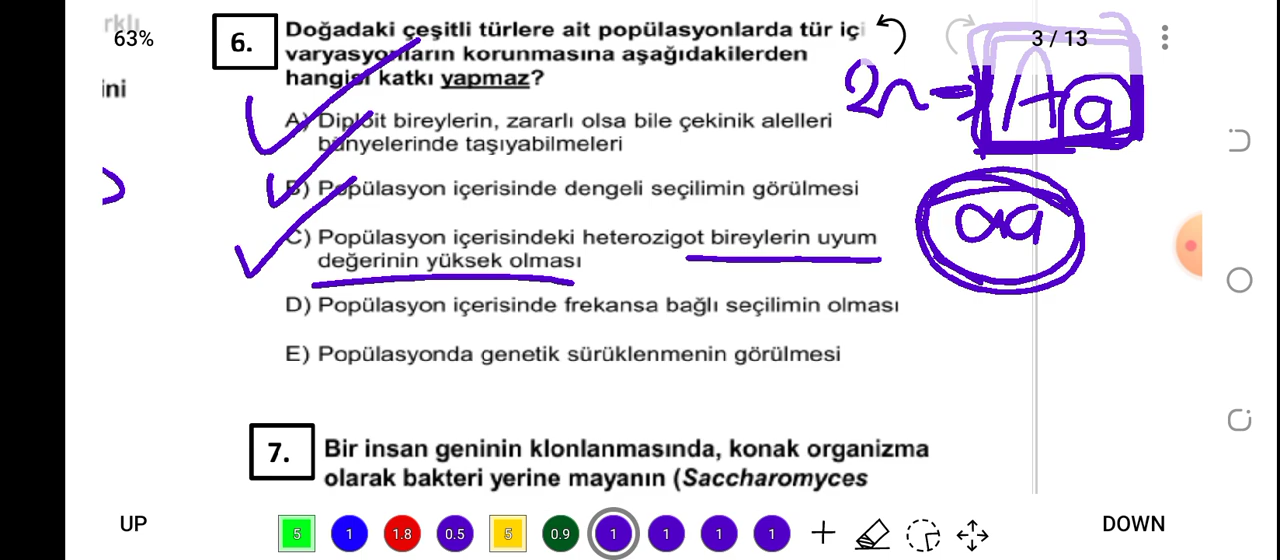 rklı
63%
ini
3 / 13
6. Doğadaki çeşitli türlere ait popülasyonlarda tür içi
varyasyonların korunmasına aşağıdakilerden
hangisi katkı yapmaz?
2n
A a
A) Diploit bireylerin, zararlı olsa bile çekinik alelleri
bünyelerinde taşıyabilmeleri
B) Popülasyon içerisinde dengeli seçilimin görülmesi
aa
C) Popülasyon içerisindeki heterozigot bireylerin uyum
değerinin yüksek olması
D) Popülasyon içerisinde frekansa bağlı seçilimin olması
E) Popülasyonda genetik sürüklenmenin görülmesi
7. Bir insan geninin klonlanmasında, konak organizma
olarak bakteri yerine mayanın (Saccharomyces
UP
5 1 1.8 0.5 5 0.9 1 1 1 1
DOWN